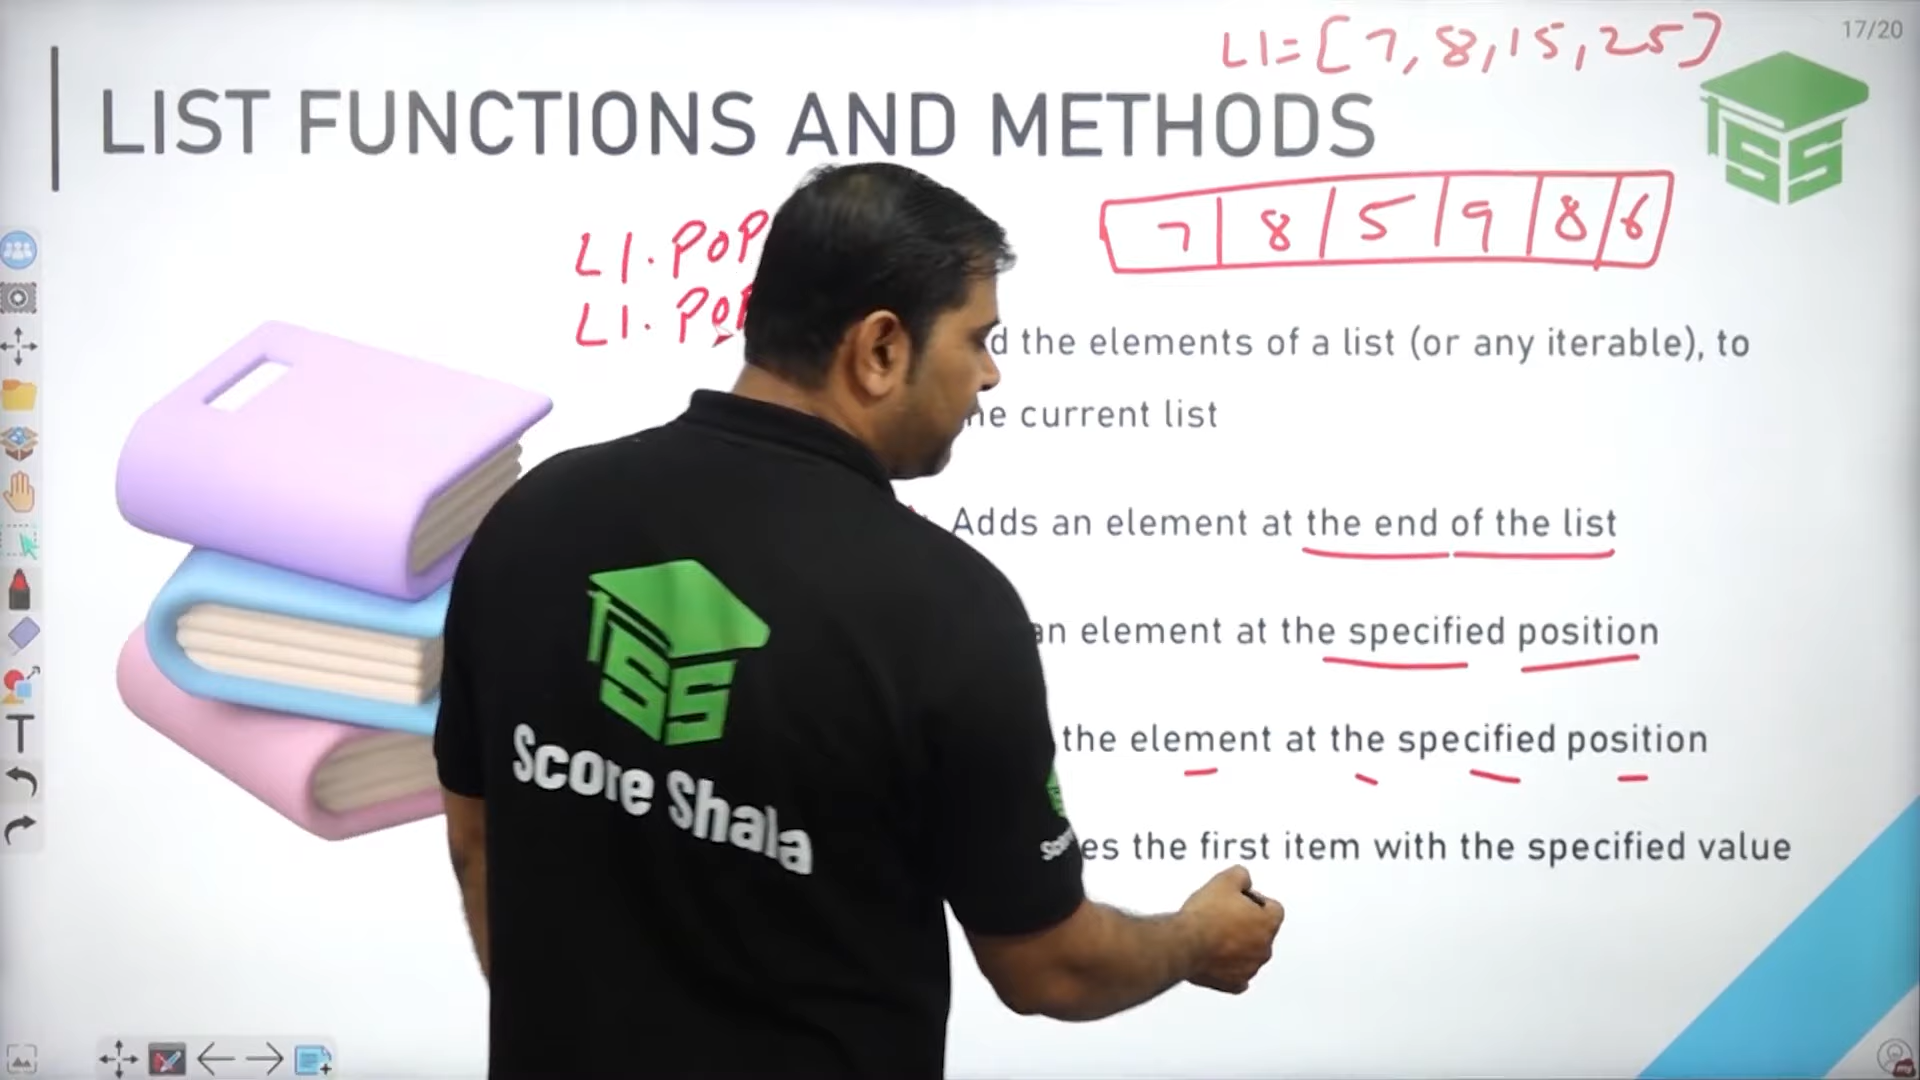 L1=[7,8,15,25]
17/20
LIST FUNCTIONS AND METHODS
SS
L1.POP
7 8 5 9 8 6
L1.
the elements of a list (or any iterable), to
current list
Adds an element at the end of the list
an element at the specified position
the element at the specified position
the first item with the specified value
SS
Score Shala
T